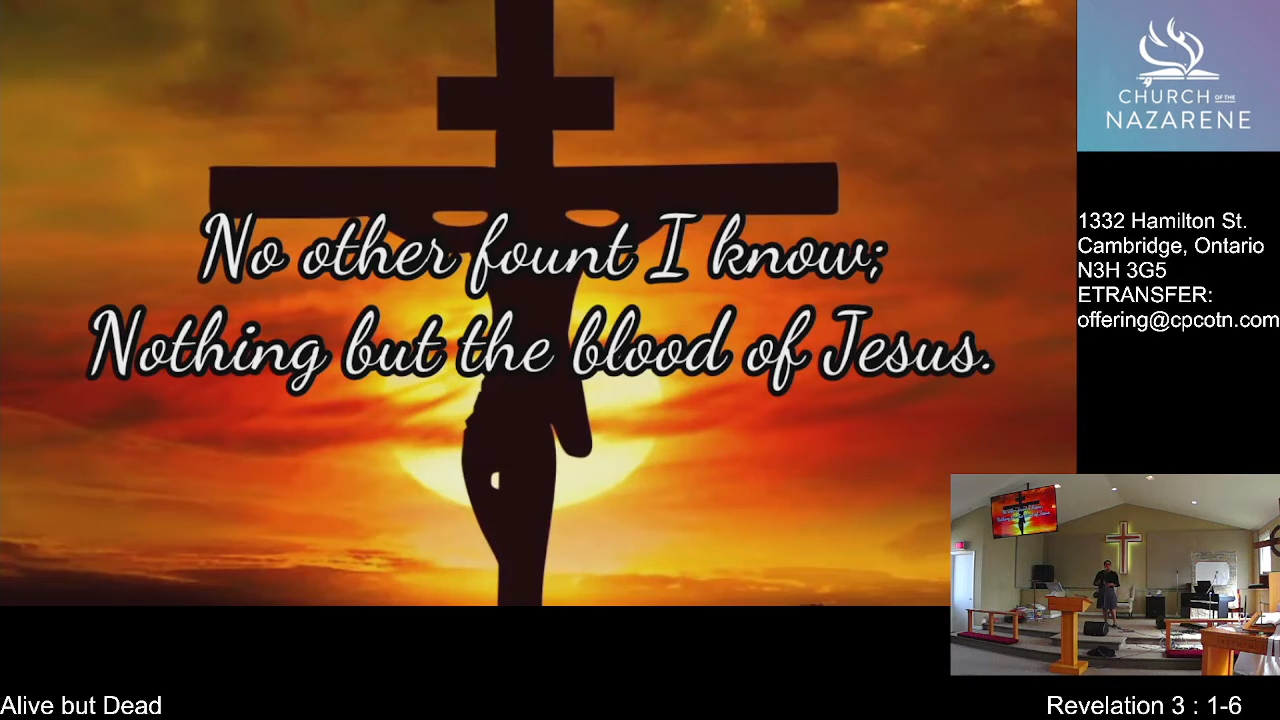 No other fount I know;
Nothing but the blood of Jesus.
CHURCH OF THE
NAZARENE
1332 Hamilton St.
Cambridge, Ontario
N3H 3G5
ETRANSFER:
offering@cpcotn.com
Alive but Dead
Revelation 3 : 1-6